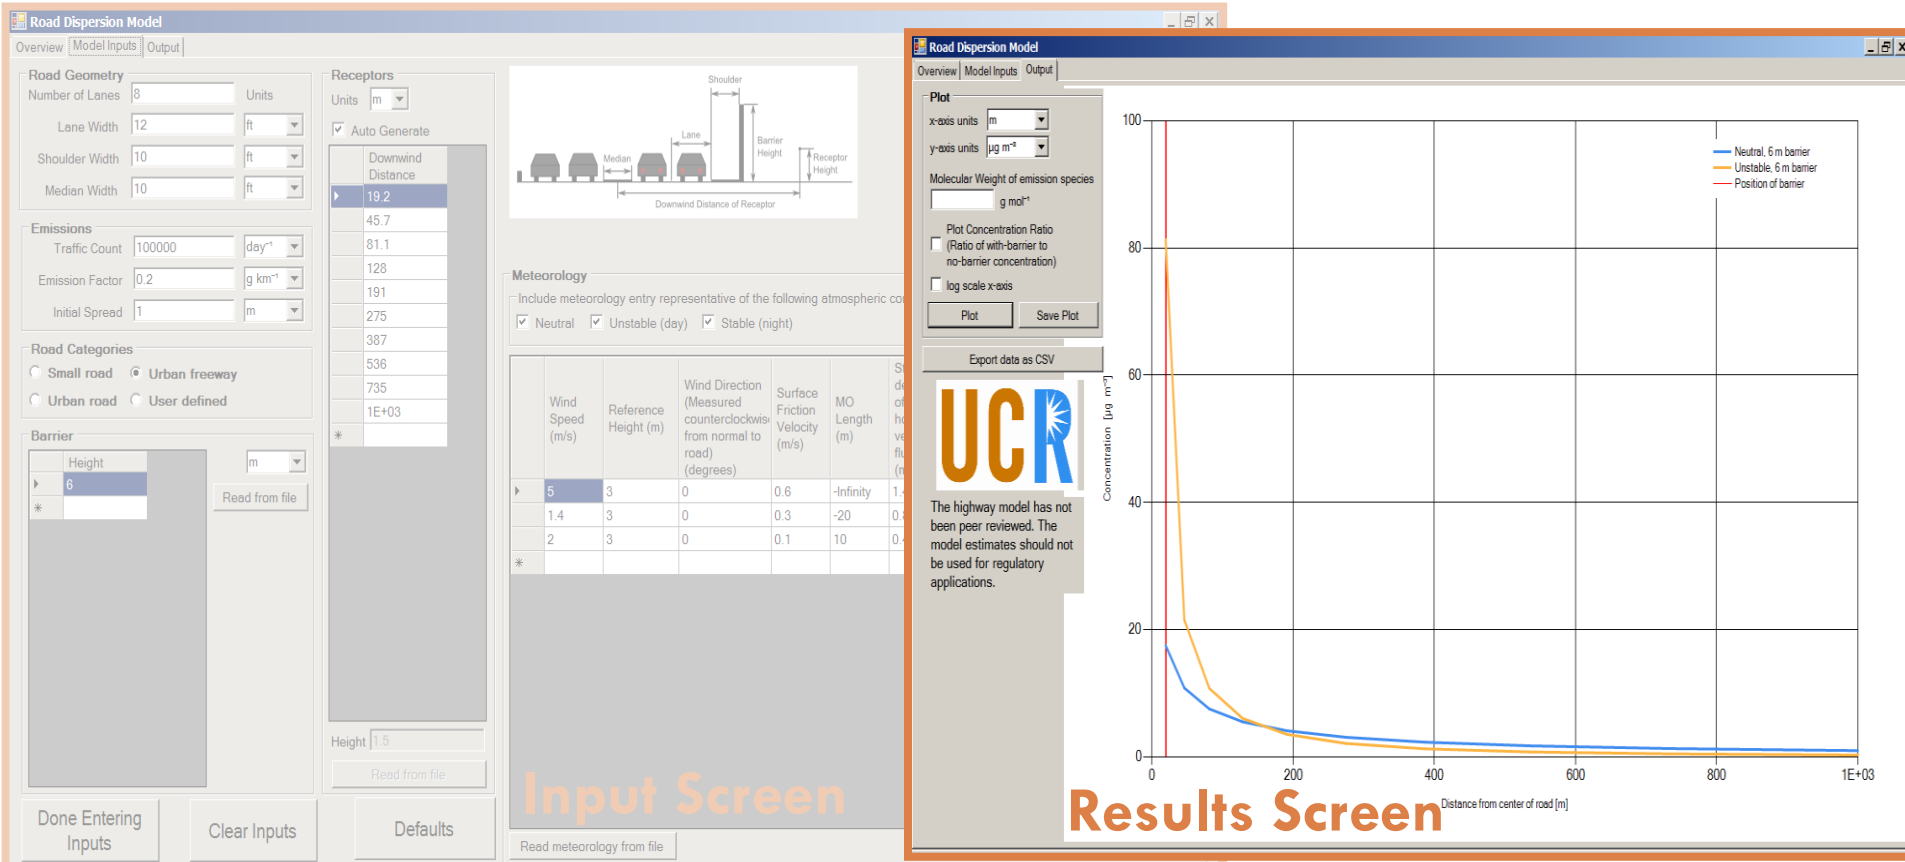 Road Dispersion Model
Overview
Model Inputs
Output
Road Geometry
Number of Lanes
8
Units
Lane Width
12
ft
Shoulder Width
10
ft
Median Width
10
ft
Emissions
Traffic Count
100000
day⁻¹
Emission Factor
0.2
g km⁻¹
Initial Spread
1
m
Road Categories
Small road
Urban freeway
Urban road
User defined
Barrier
Height
m
6
Read from file
*
Done Entering
Inputs
Clear Inputs
Defaults
Receptors
Units
m
Auto Generate
Downwind
Distance
19.2
45.7
81.1
128
191
275
387
536
735
1E+03
*
Height
1.5
Read from file
Shoulder
Lane
Median
Barrier
Height
Receptor
Height
Downwind Distance of Receptor
Meteorology
Include meteorology entry representative of the following atmospheric
Neutral
Unstable (day)
Stable (night)
Wind
Speed
(m/s)
Reference
Height (m)
Wind Direction
(Measured
counterclockwise
from normal to
road)
(degrees)
Surface
Friction
Velocity
(m/s)
MO
Length
(m)
5 3 0 0.6 -Infinity
1.4 3 0 0.3 -20
2 3 0 0.1 10
*
Input Screen
Read meteorology from file
Road Dispersion Model
Overview
Model Inputs
Output
Plot
x-axis units
m
y-axis units
µg m⁻³
Molecular Weight of emission species
g mol⁻¹
Plot Concentration Ratio
(Ratio of with-barrier to
no-barrier concentration)
log scale x-axis
Plot
Save Plot
Export data as CSV
UCR
The highway model has not
been peer reviewed. The
model estimates should not
be used for regulatory
applications.
100
80
60
40
20
0
Concentration [µg m⁻³]
Neutral, 6 m barrier
Unstable, 6 m barrier
Position of barrier
0 200 400 600 800 1E+03
Distance from center of road [m]
Results Screen